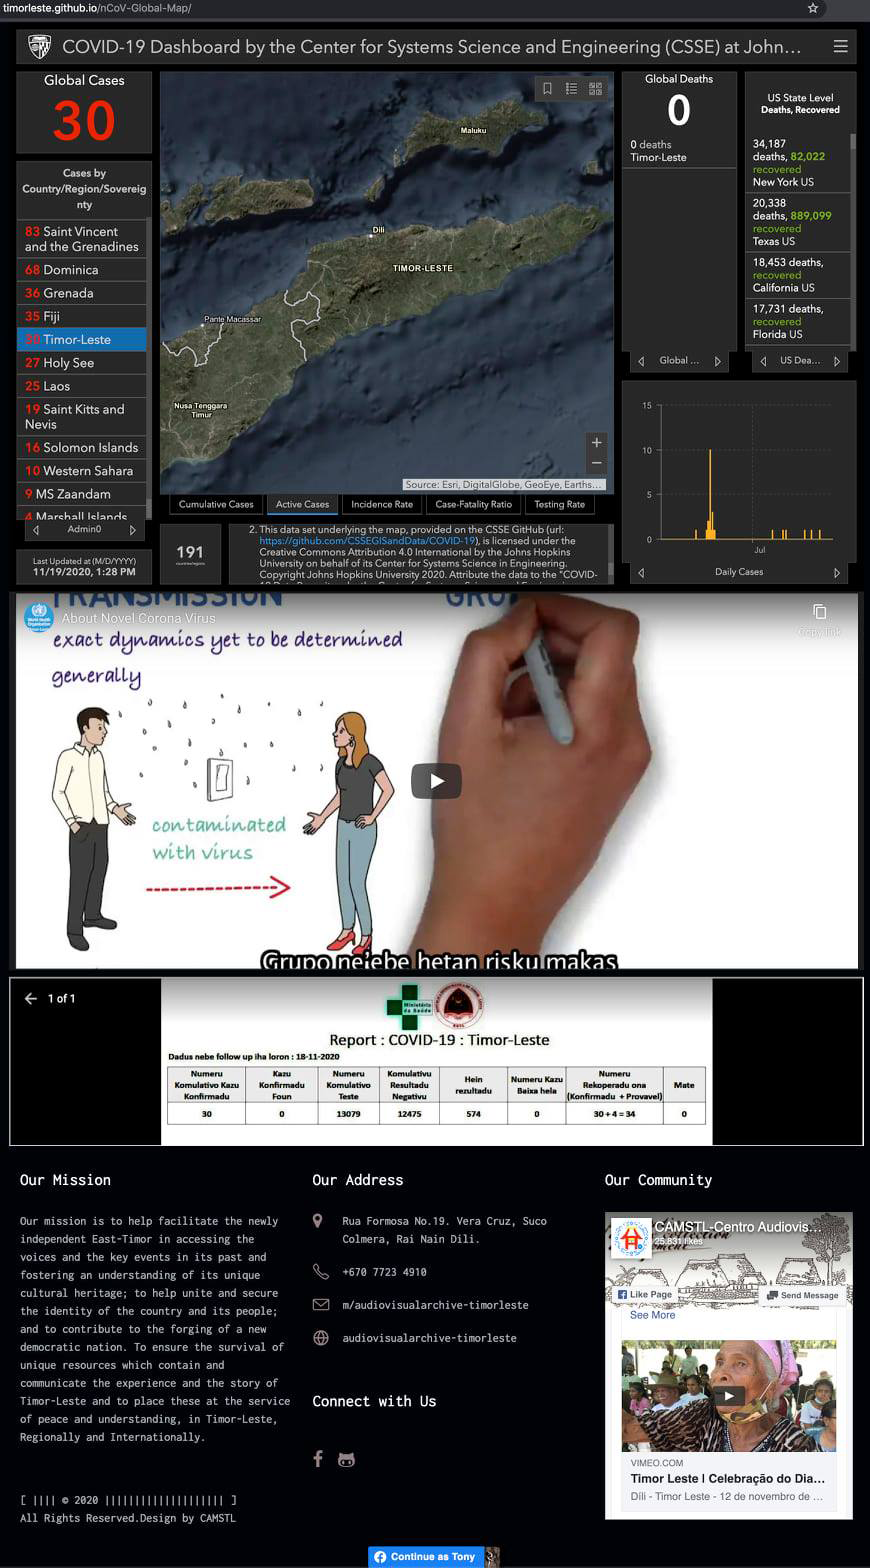 timorleste.github.io/nCoV-Global-Map/
COVID-19 Dashboard by the Center for Systems Science and Engineering (CSSE) at John...
Global Cases
30
Cases by
Country/Region/Sovereig
nty
83 Saint Vincent
and the Grenadines
68 Dominica
36 Grenada
35 Fiji
30 Timor-Leste
27 Holy See
25 Laos
19 Saint Kitts and
Nevis
16 Solomon Islands
10 Western Sahara
9 MS Zaandam
4 Marshall Islands
Admin0
Last Updated at (M/D/YYYY)
11/19/2020, 1:28 PM
Maluku
Dili
TIMOR-LESTE
Pante Macassar
Nusa Tenggara
Timur
+
−
Source: Esri, DigitalGlobe, GeoEye, Earths...
Cumulative Cases
Active Cases
Incidence Rate
Case-Fatality Ratio
Testing Rate
191
countries/regions
2. This data set underlying the map, provided on the CSSE GitHub (url:
https://github.com/CSSEGISandData/COVID-19), is licensed under the
Creative Commons Attribution 4.0 International by the Johns Hopkins
University on behalf of its Center for Systems Science in Engineering.
Copyright Johns Hopkins University 2020. Attribute the data to the "COVID-
Global Deaths
0
0 deaths
Timor-Leste
Global ...
US State Level
Deaths, Recovered
34,187
deaths, 82,022
recovered
New York US
20,338
deaths, 889,099
recovered
Texas US
18,453 deaths,
recovered
California US
17,731 deaths,
recovered
Florida US
US Dea...
15
10
5
0
Jul
Daily Cases
TRANSMISSION
About Novel Corona Virus
Copy link
exact dynamics yet to be determined
generally
contaminated
with virus
Grupo ne'ebe hetan risku makas
1 of 1
Ministério
da Saúde
Report : COVID-19 : Timor-Leste
Dadus nebe follow up iha loron : 18-11-2020
Numeru Komulativo Kazu Konfirmadu
Kazu Konfirmadu Foun
Numeru Komulativo Teste
Komulativu Resultadu Negativu
Hein rezultadu
Numeru Kazu Baixa hela
Numeru Rekoperadu ona (Konfirmadu + Provavel)
Mate
30 0 13079 12475 574 0 30 + 4 = 34 0
Our Mission
Our mission is to help facilitate the newly
independent East-Timor in accessing the
voices and the key events in its past and
fostering an understanding of its unique
cultural heritage; to help unite and secure
the identity of the country and its people;
and to contribute to the forging of a new
democratic nation. To ensure the survival of
unique resources which contain and
communicate the experience and the story of
Timor-Leste and to place these at the service
of peace and understanding, in Timor-Leste,
Regionally and Internationally.
[ |||| © 2020 |||||||||||||||||||| ]
All Rights Reserved.Design by CAMSTL
Our Address
Rua Formosa No.19. Vera Cruz, Suco
Colmera, Rai Nain Dili.
+670 7723 4910
m/audiovisualarchive-timorleste
audiovisualarchive-timorleste
Connect with Us
Our Community
CAMSTL-Centro Audiovis...
25,831 likes
Like Page
Send Message
See More
VIMEO.COM
Timor Leste l Celebração do Dia...
Díli - Timor Leste - 12 de novembro de ...
Continue as Tony